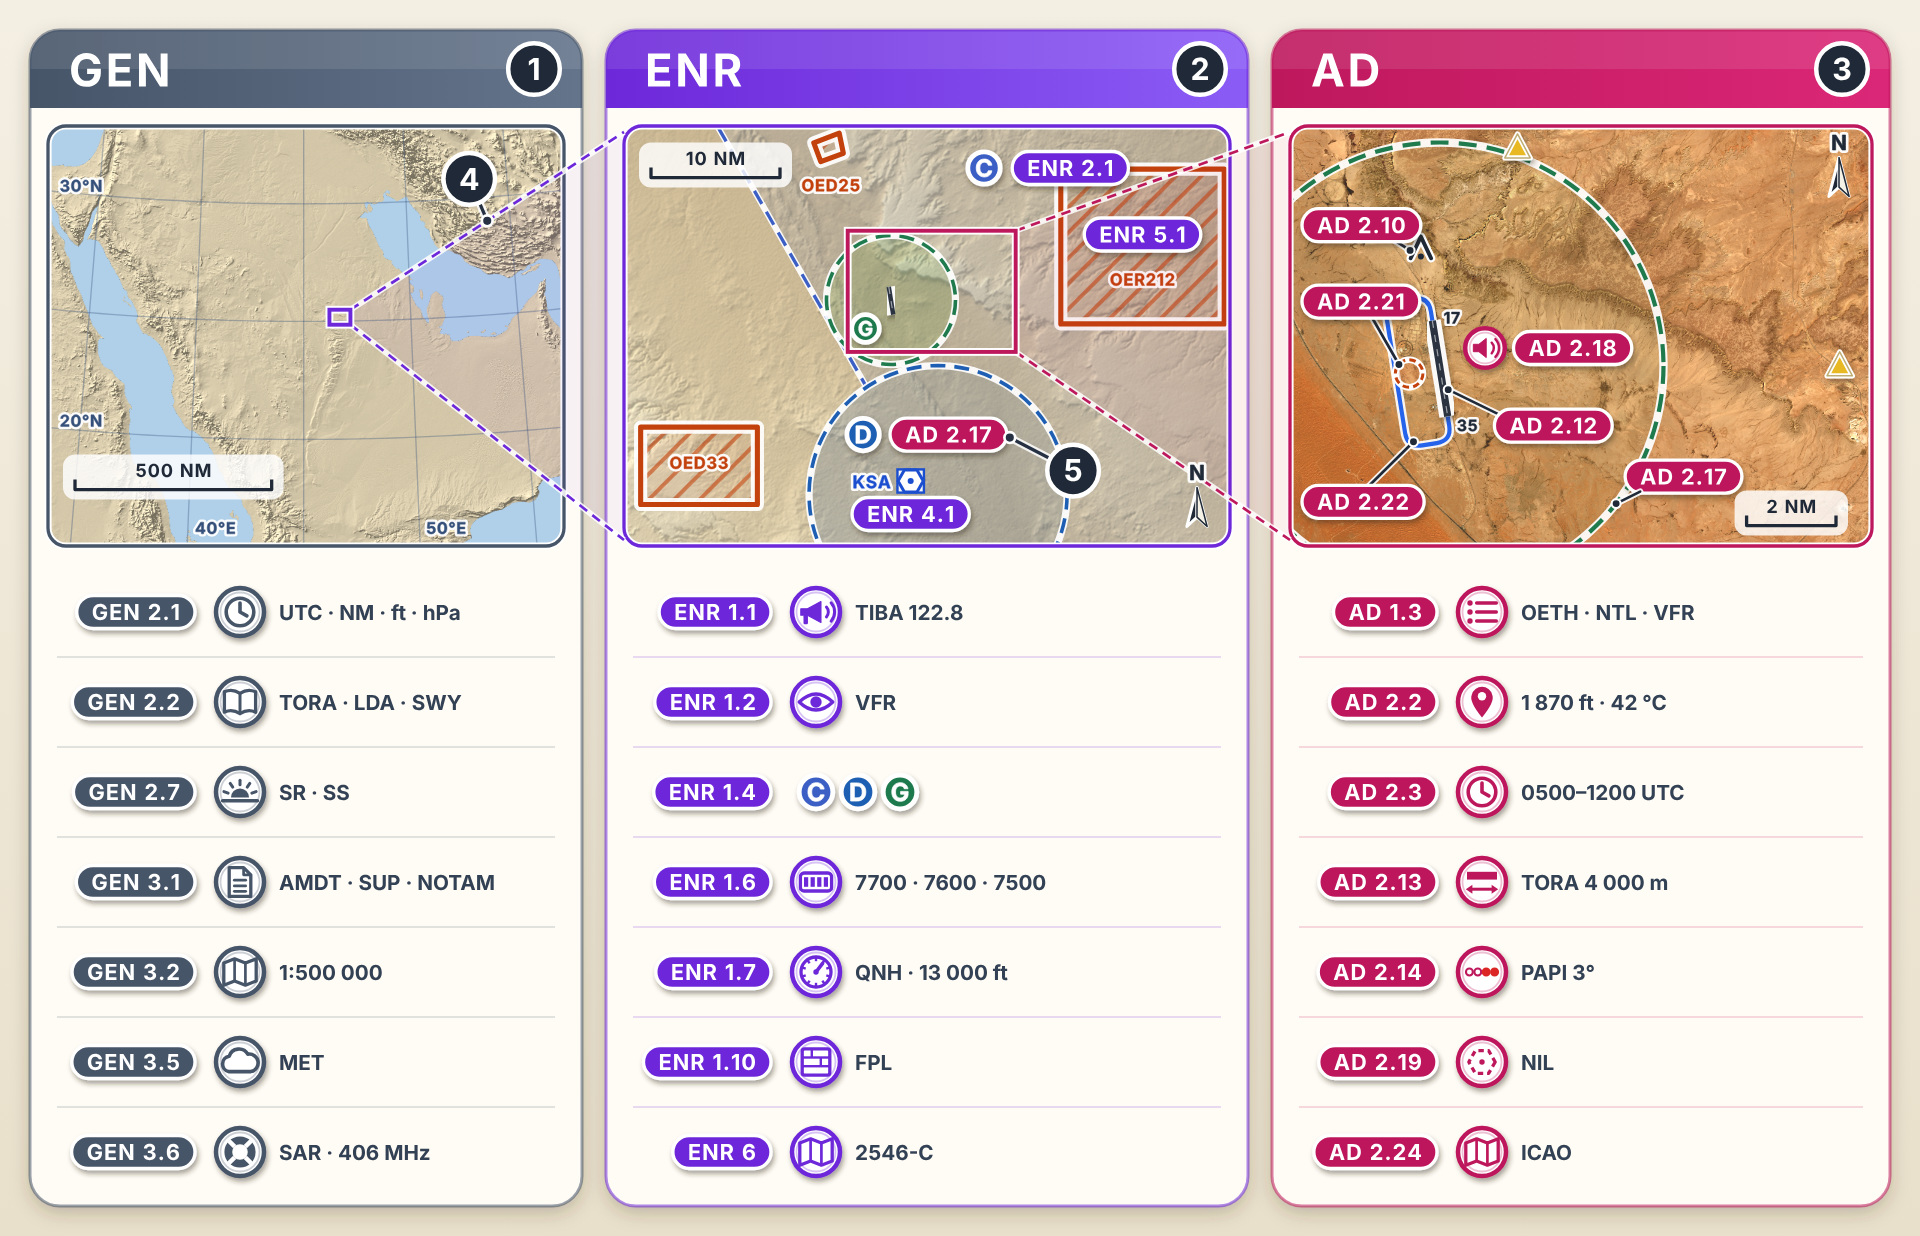 GEN
1
30°N
4
20°N
500 NM
40°E
50°E
GEN 2.1
UTC · NM · ft · hPa
GEN 2.2
TORA · LDA · SWY
GEN 2.7
SR · SS
GEN 3.1
AMDT · SUP · NOTAM
GEN 3.2
1:500 000
GEN 3.5
MET
GEN 3.6
SAR · 406 MHz
ENR
2
10 NM
OED25
C
ENR 2.1
ENR 5.1
OER212
G
OED33
D
AD 2.17
5
KSA
ENR 4.1
N
ENR 1.1
TIBA 122.8
ENR 1.2
VFR
ENR 1.4
C D G
ENR 1.6
7700 · 7600 · 7500
ENR 1.7
QNH · 13 000 ft
ENR 1.10
FPL
ENR 6
2546-C
AD
3
N
AD 2.10
AD 2.21
17
AD 2.18
AD 2.12
35
AD 2.17
AD 2.22
2 NM
AD 1.3
OETH · NTL · VFR
AD 2.2
1 870 ft · 42 °C
AD 2.3
0500–1200 UTC
AD 2.13
TORA 4 000 m
AD 2.14
PAPI 3°
AD 2.19
NIL
AD 2.24
ICAO